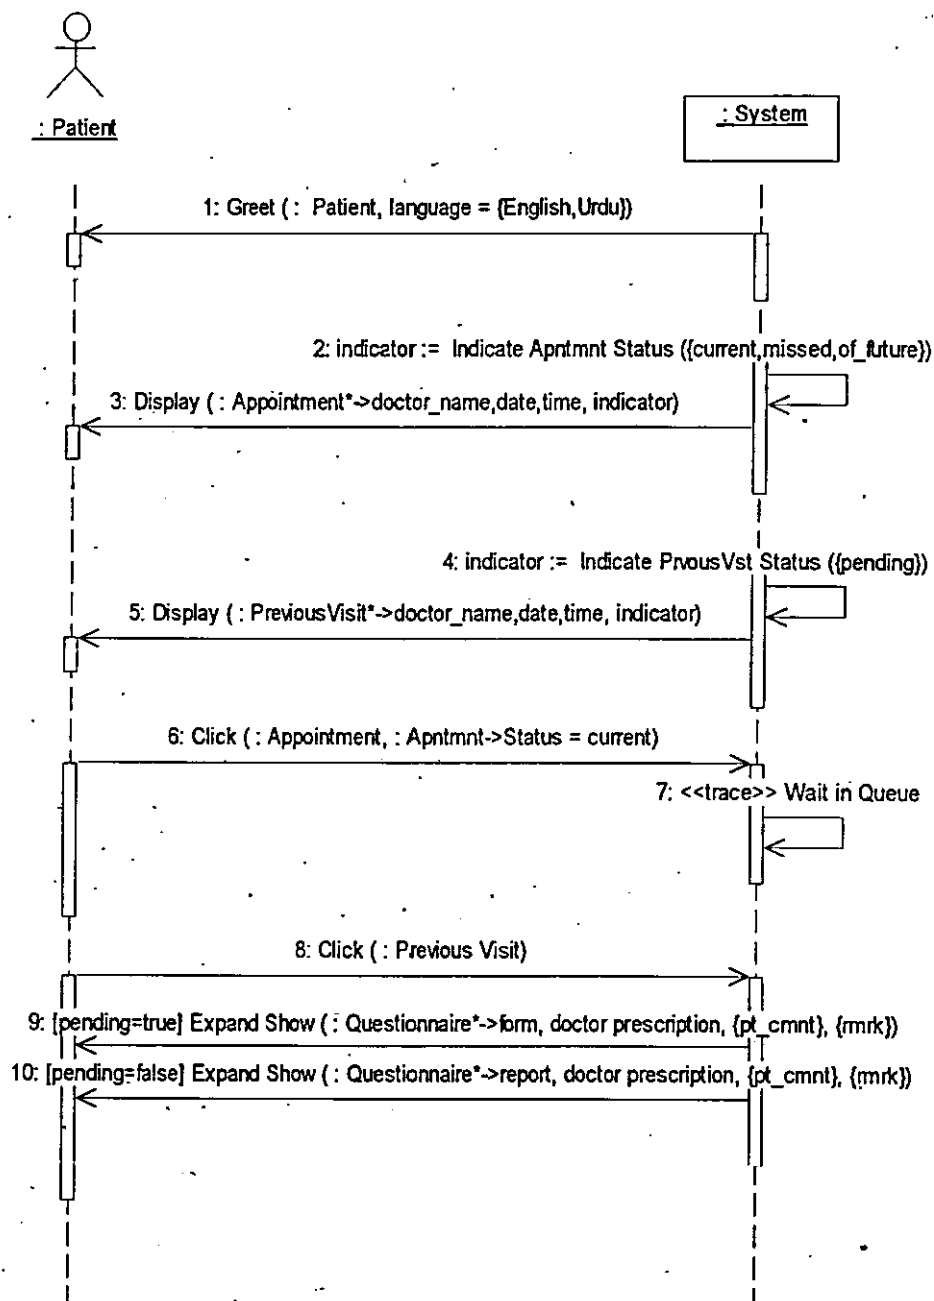 : Patient
: System
1: Greet ( : Patient, language = {English,Urdu})
2: indicator := Indicate Apntmnt Status ({current,missed,of_future})
3: Display ( : Appointment*->doctor_name,date,time, indicator)
4: indicator := Indicate PrvousVst Status ({pending})
5: Display ( : PreviousVisit*->doctor_name,date,time, indicator)
6: Click ( : Appointment, : Apntmnt->Status = current)
7: <<trace>> Wait in Queue
8: Click ( : Previous Visit)
9: [pending=true] Expand Show ( : Questionnaire*->form, doctor prescription, {pt_cmnt}, {rmrk})
10: [pending=false] Expand Show ( : Questionnaire*->report, doctor prescription, {pt_cmnt}, {rmrk})